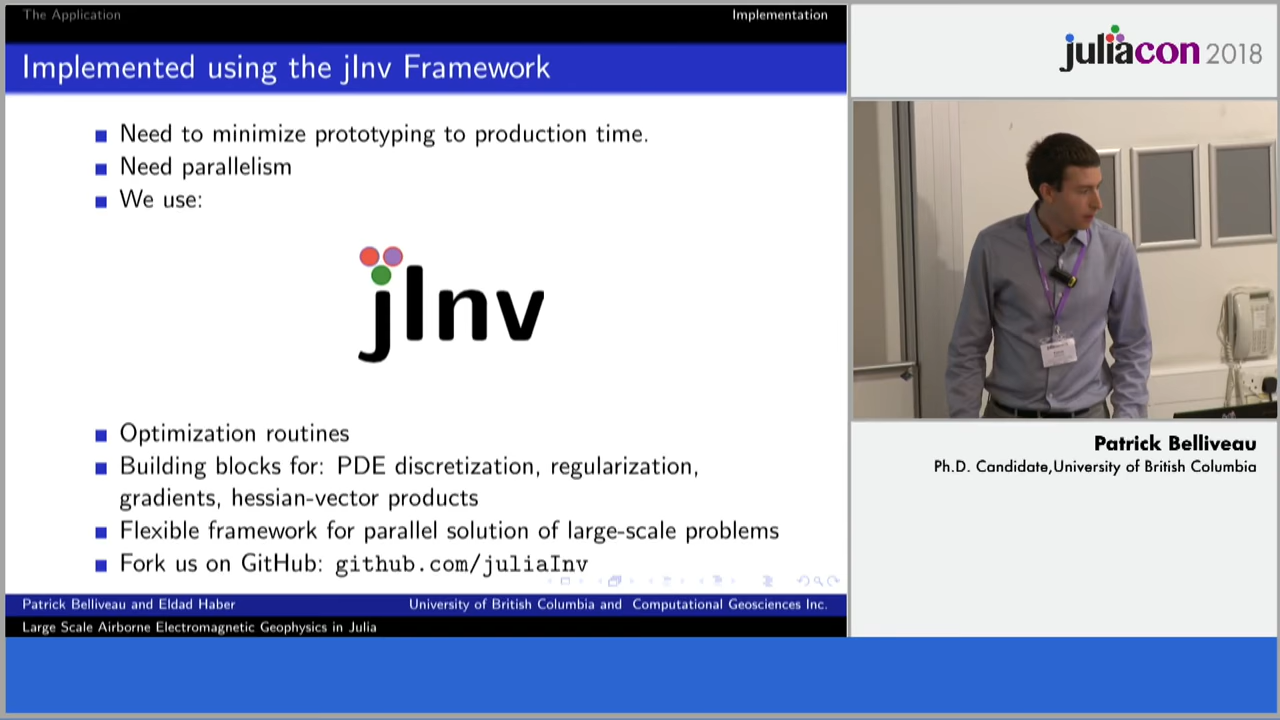 The Application
Implementation
Implemented using the jInv Framework
Need to minimize prototyping to production time.
Need parallelism
We use:
jInv
Optimization routines
Building blocks for: PDE discretization, regularization,
gradients, hessian-vector products
Flexible framework for parallel solution of large-scale problems
Fork us on GitHub: github.com/juliaInv
Patrick Belliveau and Eldad Haber
University of British Columbia and Computational Geosciences Inc.
Large Scale Airborne Electromagnetic Geophysics in Julia
juliacon 2018
Patrick Belliveau
Ph.D. Candidate,University of British Columbia